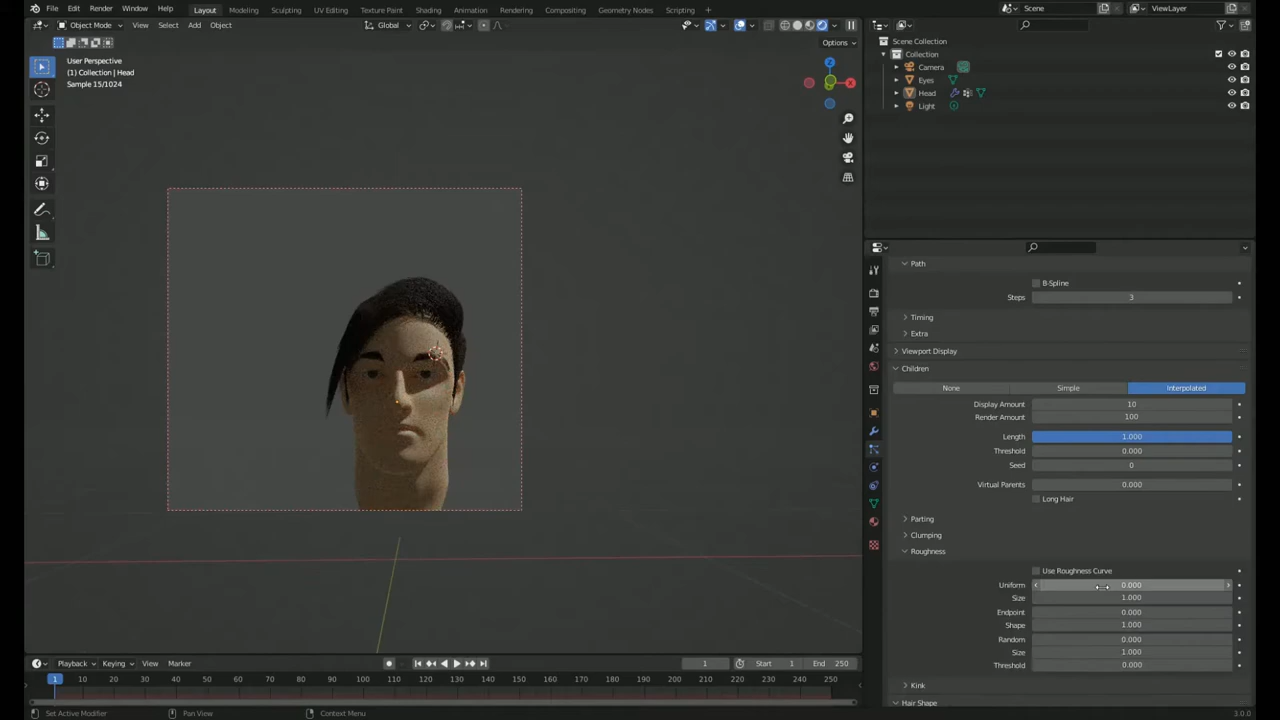 File Edit Render Window Help Layout Modeling Sculpting UV Editing Texture Paint Shading Animation Rendering Compositing Geometry Nodes Scripting + Scene ViewLayer
Object Mode View Select Add Object Global
Options
User Perspective
(1) Collection | Head
Sample 15/1024
Z
X
Scene Collection
Collection
Camera
Eyes
Head
Light
Path
B-Spline
Steps 3
Timing
Extra
Viewport Display
Children
None Simple Interpolated
Display Amount 10
Render Amount 100
Length 1.000
Threshold 0.000
Seed 0
Virtual Parents 0.000
Long Hair
Parting
Clumping
Roughness
Use Roughness Curve
Uniform 0.000
Size 1.000
Endpoint 0.000
Shape 1.000
Random 0.000
Size 1.000
Threshold 0.000
Kink
Hair Shape
Playback Keying View Marker 1 Start 1 End 250
1 10 20 30 40 50 60 70 80 90 100 110 120 130 140 150 160 170 180 190 200 210 220 230 240 250
Set Active Modifier Pan View Context Menu 3.0.0